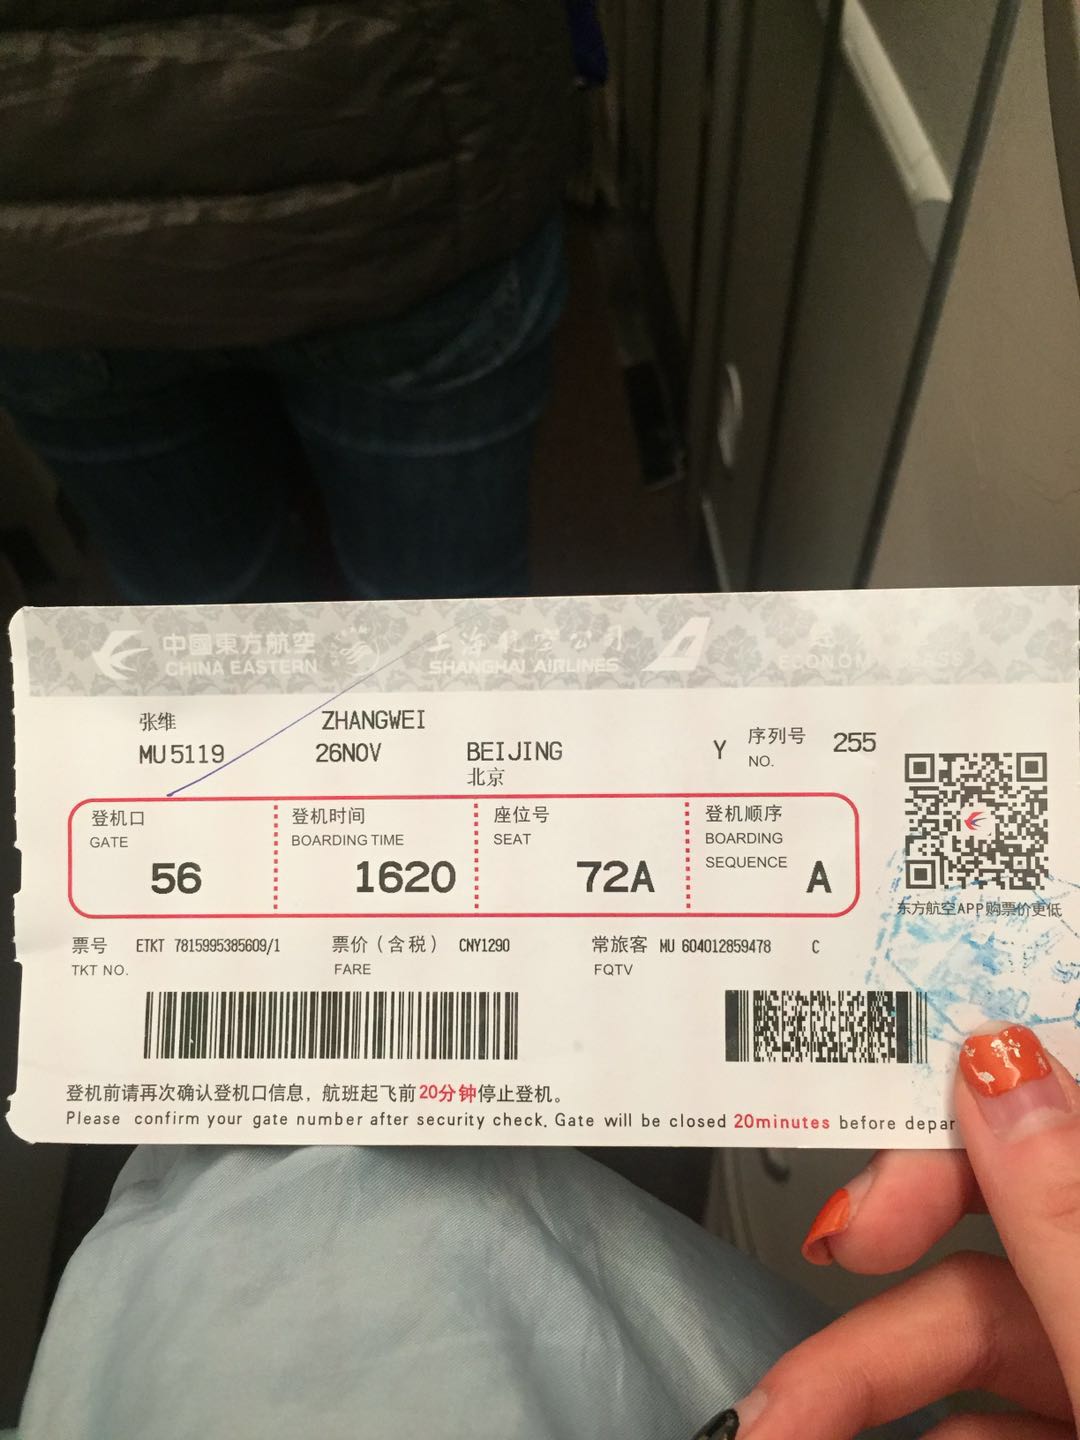 中國東方航空 上海航空公司
CHINA EASTERN SHANGHAI AIRLINES ECONOMY CLASS
张维 ZHANGWEI
MU5119 26NOV BEIJING Y 序列号 255
北京 NO.
登机口 登机时间 座位号 登机顺序
GATE BOARDING TIME SEAT BOARDING SEQUENCE
56 1620 72A A
东方航空APP购票价更低
票号 ETKT 7815995385609/1 票价（含税） CNY1290 常旅客 MU 604012859478 C
TKT NO. FARE FQTV
登机前请再次确认登机口信息，航班起飞前20分钟停止登机。
Please confirm your gate number after security check. Gate will be closed 20minutes before depar